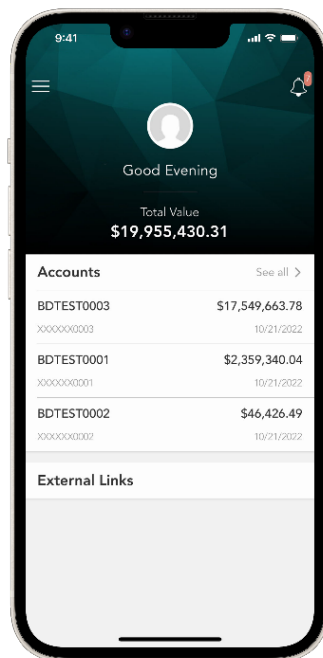 9:41
Good Evening
Total Value
$19,955,430.31
Accounts See all
BDTEST0003 $17,549,663.78
XXXXXX0003 10/21/2022
BDTEST0001 $2,359,340.04
XXXXXX0001 10/21/2022
BDTEST0002 $46,426.49
XXXXXX0002 10/21/2022
External Links